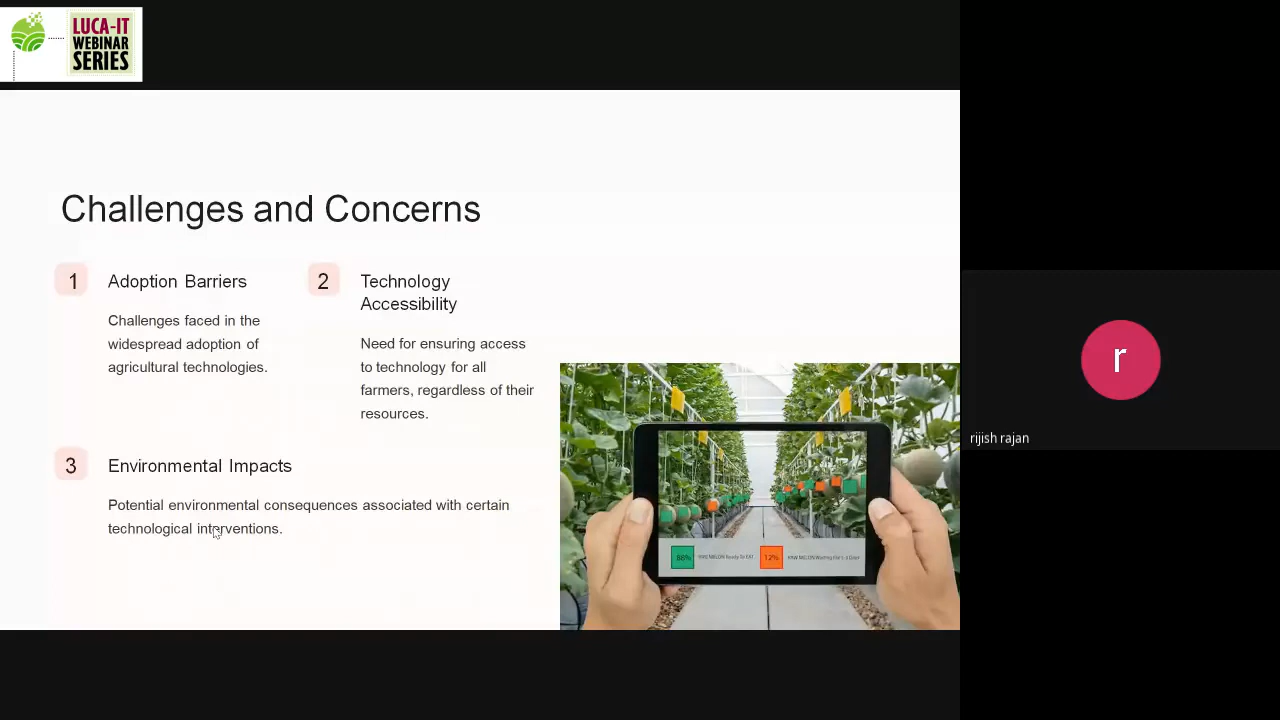 LUCA-IT
WEBINAR
SERIES
Challenges and Concerns
1
Adoption Barriers
Challenges faced in the
widespread adoption of
agricultural technologies.
2
Technology
Accessibility
Need for ensuring access
to technology for all
farmers, regardless of their
resources.
3
Environmental Impacts
Potential environmental consequences associated with certain
technological interventions.
88%
12%
r
rijish rajan